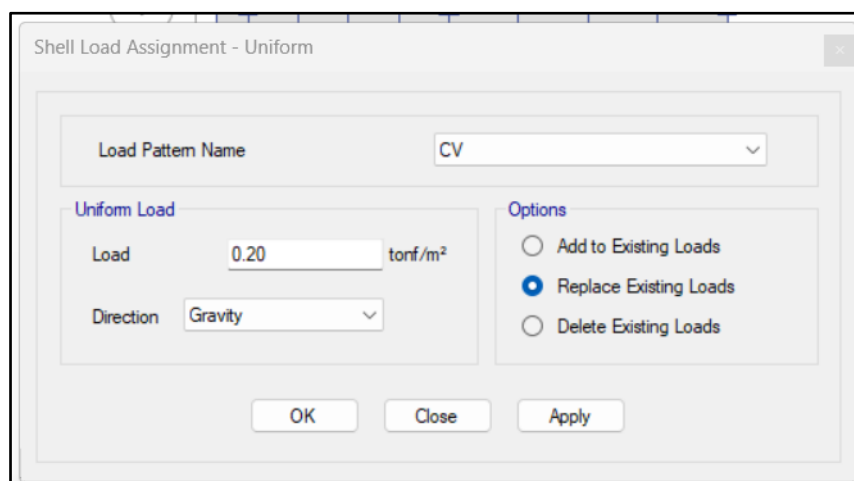 Shell Load Assignment - Uniform
Load Pattern Name
CV
Uniform Load
Load
0.20
tonf/m²
Direction
Gravity
Options
Add to Existing Loads
Replace Existing Loads
Delete Existing Loads
OK
Close
Apply